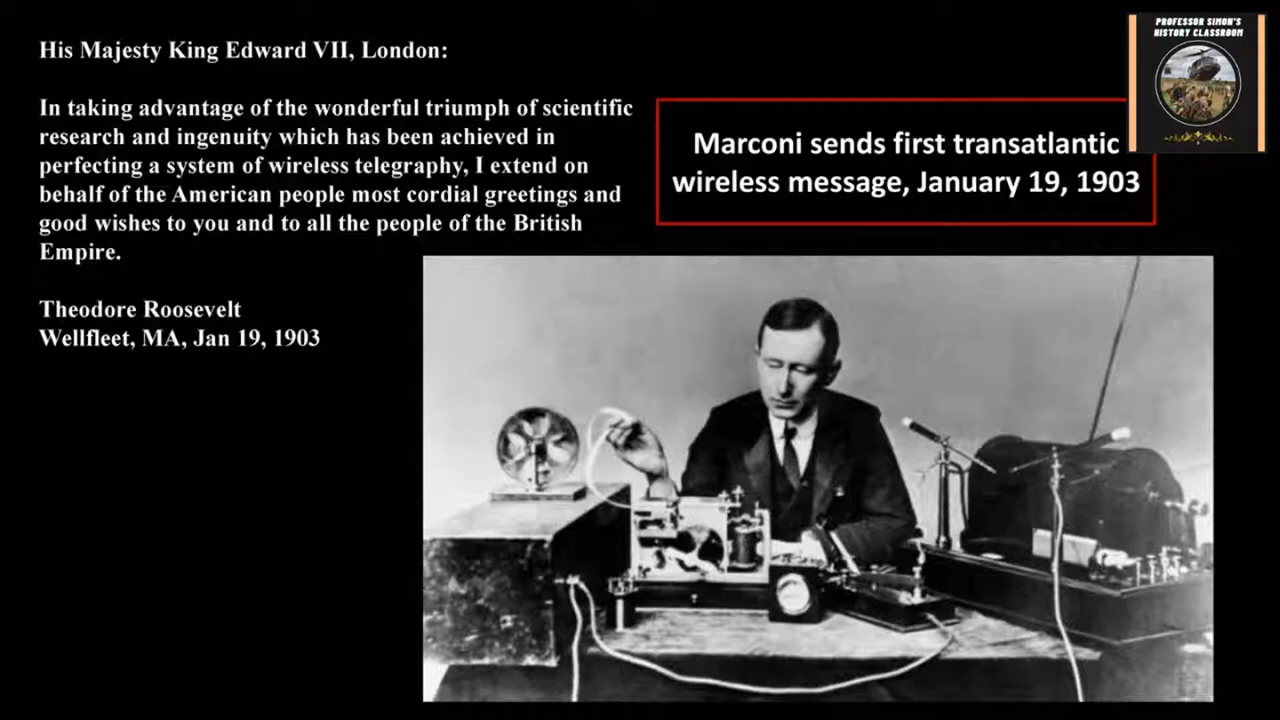 His Majesty King Edward VII, London:
In taking advantage of the wonderful triumph of scientific
research and ingenuity which has been achieved in
perfecting a system of wireless telegraphy, I extend on
behalf of the American people most cordial greetings and
good wishes to you and to all the people of the British
Empire.
Theodore Roosevelt
Wellfleet, MA, Jan 19, 1903
Marconi sends first transatlantic
wireless message, January 19, 1903
PROFESSOR SIMON'S
HISTORY CLASSROOM